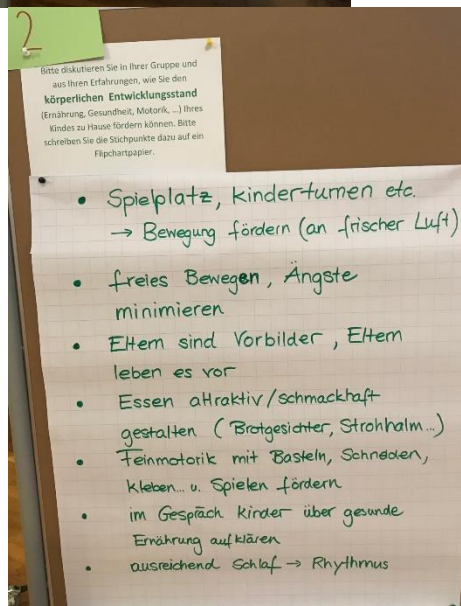 2
Bitte diskutieren Sie in Ihrer Gruppe und
aus Ihren Erfahrungen, wie Sie den
körperlichen Entwicklungsstand
(Ernährung, Gesundheit, Motorik, ...) Ihres
Kindes zu Hause fördern können. Bitte
schreiben Sie die Stichpunkte dazu auf ein
Flipchartpapier.
• Spielplatz, kinderturnen etc.
→ Bewegung fördern (an frischer Luft)
• freies Bewegen, Ängste
minimieren
• Eltern sind Vorbilder, Eltern
leben es vor
• Essen attraktiv/schmackhaft
gestalten (Brotgesichter, Strohhalm...)
• Feinmotorik mit Basteln, Schneiden,
kleben... u. Spielen fördern
• im Gespräch Kinder über gesunde
Ernährung aufklären
• ausreichend Schlaf → Rhythmus